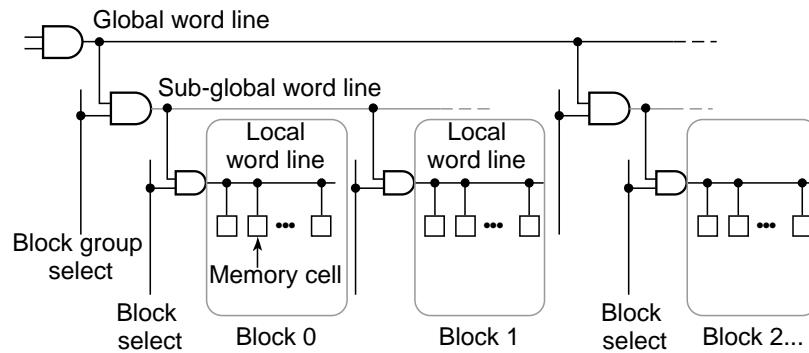 Global word line
Sub-global word line
Local
word line
Local
word line
Block group
select
Memory cell
Block
select
Block 0
Block 1
Block
select
Block 2...